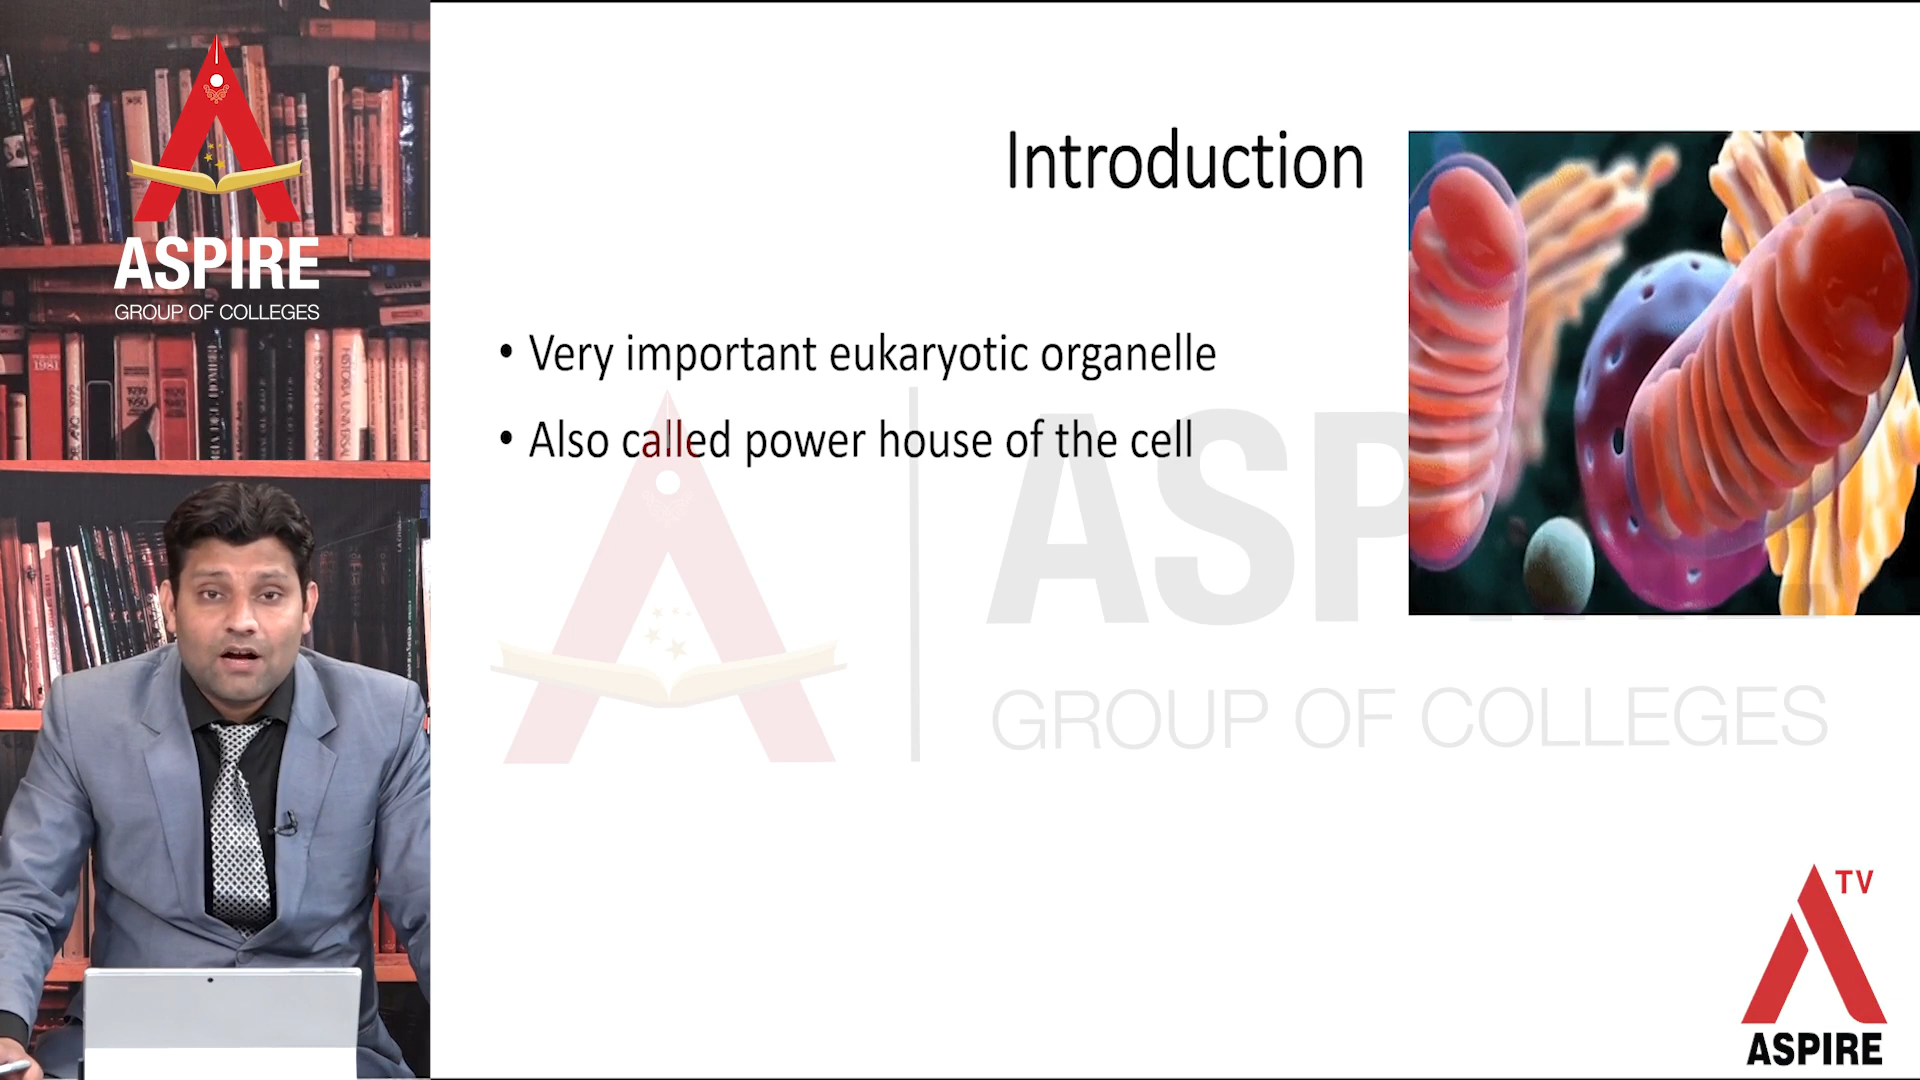 ASPIRE
GROUP OF COLLEGES
Introduction
• Very important eukaryotic organelle
• Also called power house of the cell
ASPIRE
GROUP OF COLLEGES
TV
ASPIRE
1981